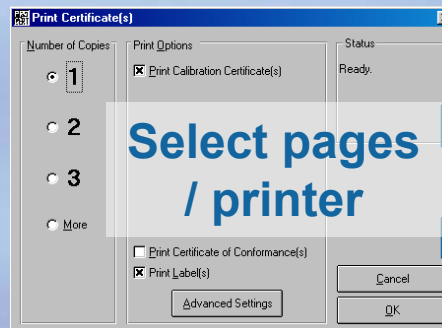 Print Certificate(s)
Number of Copies
1
2
3
More
Print Options
Print Calibration Certificate(s)
Select pages
/ printer
Print Certificate of Conformance(s)
Print Label(s)
Advanced Settings
Status
Ready.
Cancel
OK